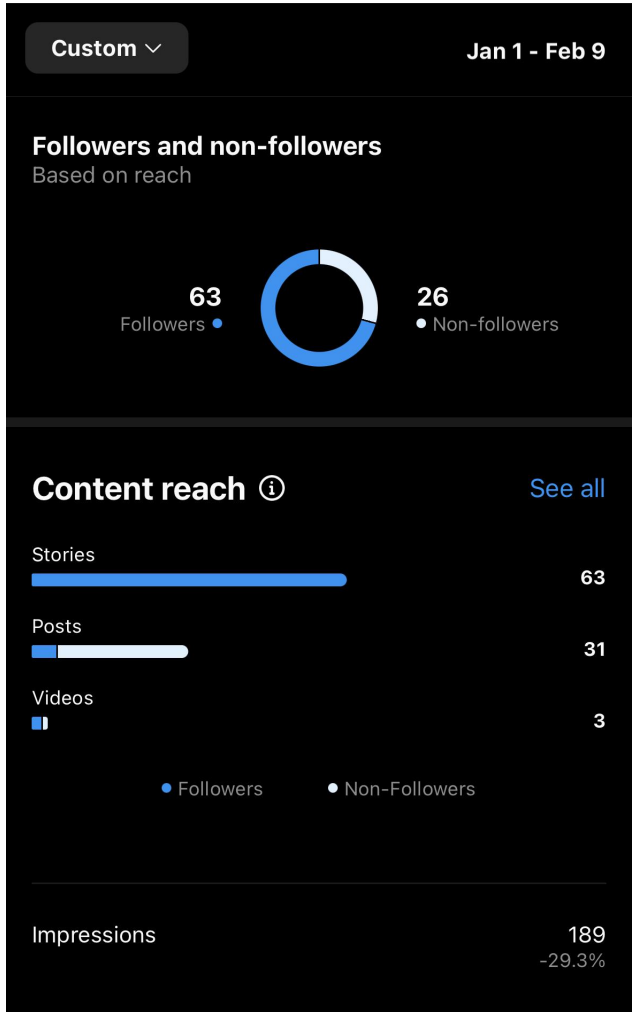 Custom
Jan 1 - Feb 9
Followers and non-followers
Based on reach
63
Followers
26
Non-followers
Content reach
See all
Stories
63
Posts
31
Videos
3
Followers
Non-Followers
Impressions
189
-29.3%